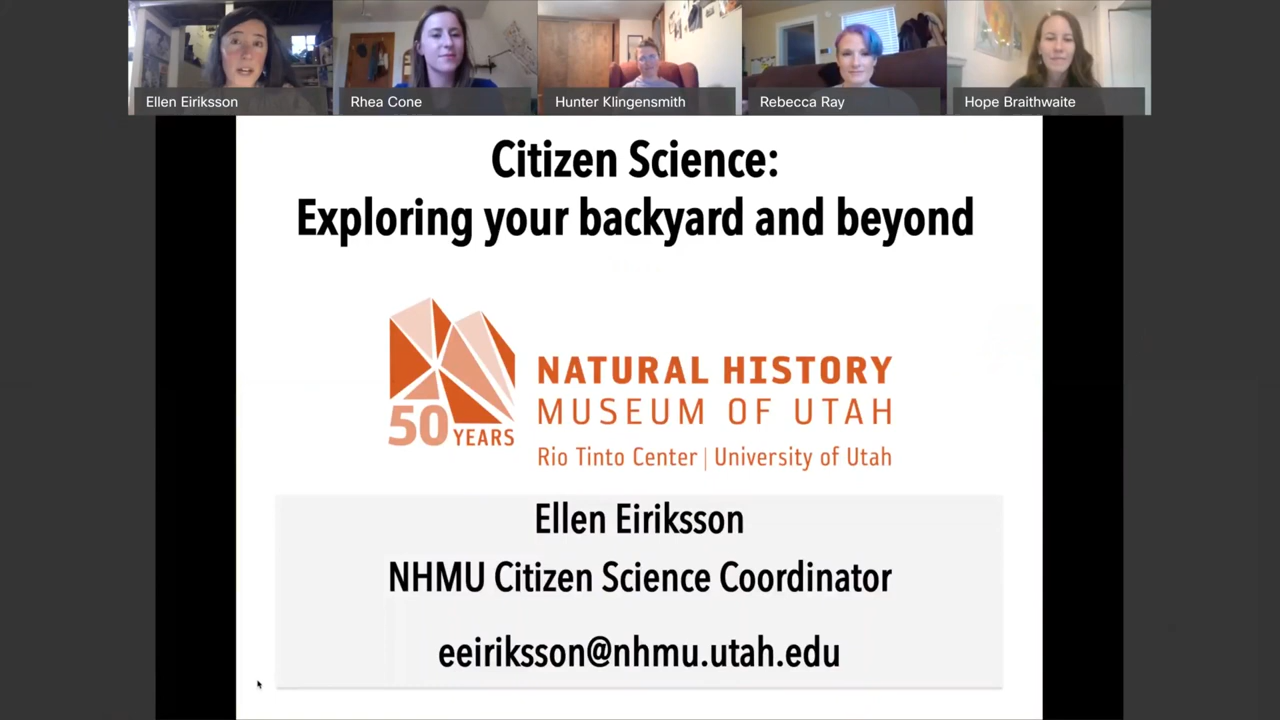 Ellen Eiriksson
Rhea Cone
Hunter Klingensmith
Rebecca Ray
Hope Braithwaite
Citizen Science:
Exploring your backyard and beyond
50 YEARS
NATURAL HISTORY
MUSEUM OF UTAH
Rio Tinto Center | University of Utah
Ellen Eiriksson
NHMU Citizen Science Coordinator
eeiriksson@nhmu.utah.edu